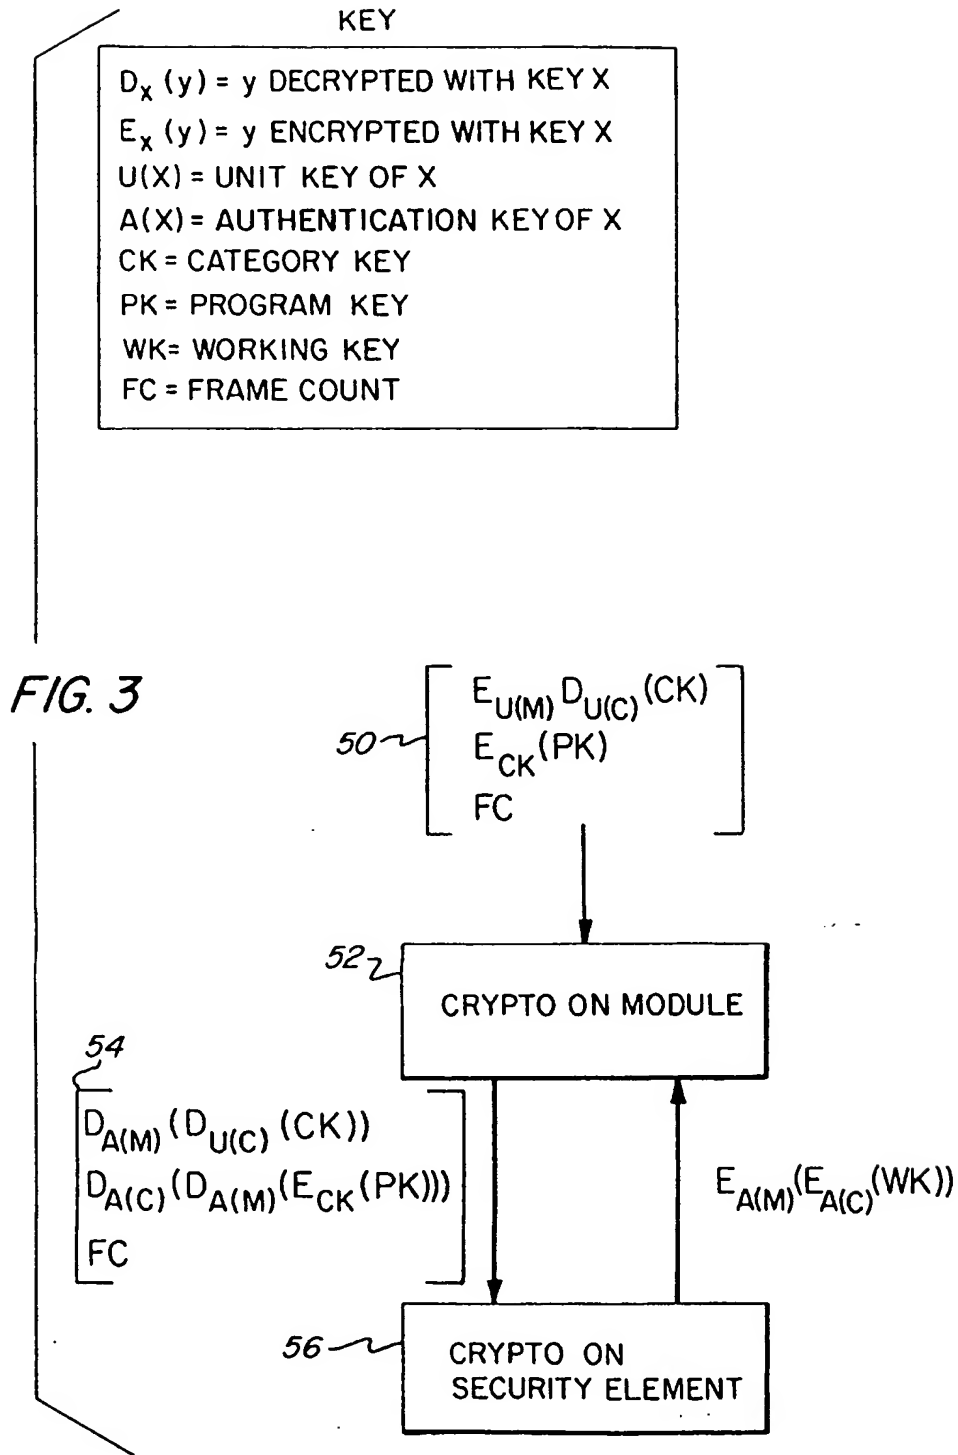 KEY
D_X (y) = y DECRYPTED WITH KEY X
E_X (y) = y ENCRYPTED WITH KEY X
U(X) = UNIT KEY OF X
A(X) = AUTHENTICATION KEY OF X
CK = CATEGORY KEY
PK = PROGRAM KEY
WK= WORKING KEY
FC = FRAME COUNT
FIG. 3
50
E_U(M) D_U(C) (CK)
E_CK (PK)
FC
52
CRYPTO ON MODULE
54
D_A(M) (D_U(C) (CK))
D_A(C) (D_A(M) (E_CK (PK)))
FC
E_A(M) (E_A(C) (WK))
56
CRYPTO ON
SECURITY ELEMENT